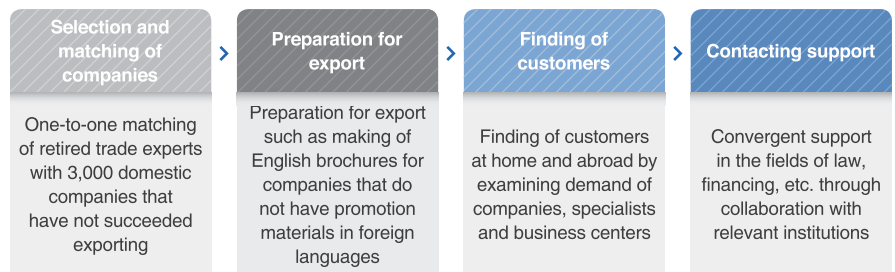 Selection and
matching of
companies
One-to-one matching
of retired trade experts
with 3,000 domestic
companies that
have not succeeded
exporting
Preparation for
export
Preparation for export
such as making of
English brochures for
companies that do
not have promotion
materials in foreign
languages
Finding of
customers
Finding of customers
at home and abroad by
examining demand of
companies, specialists
and business centers
Contacting support
Convergent support
in the fields of law,
financing, etc. through
collaboration with
relevant institutions